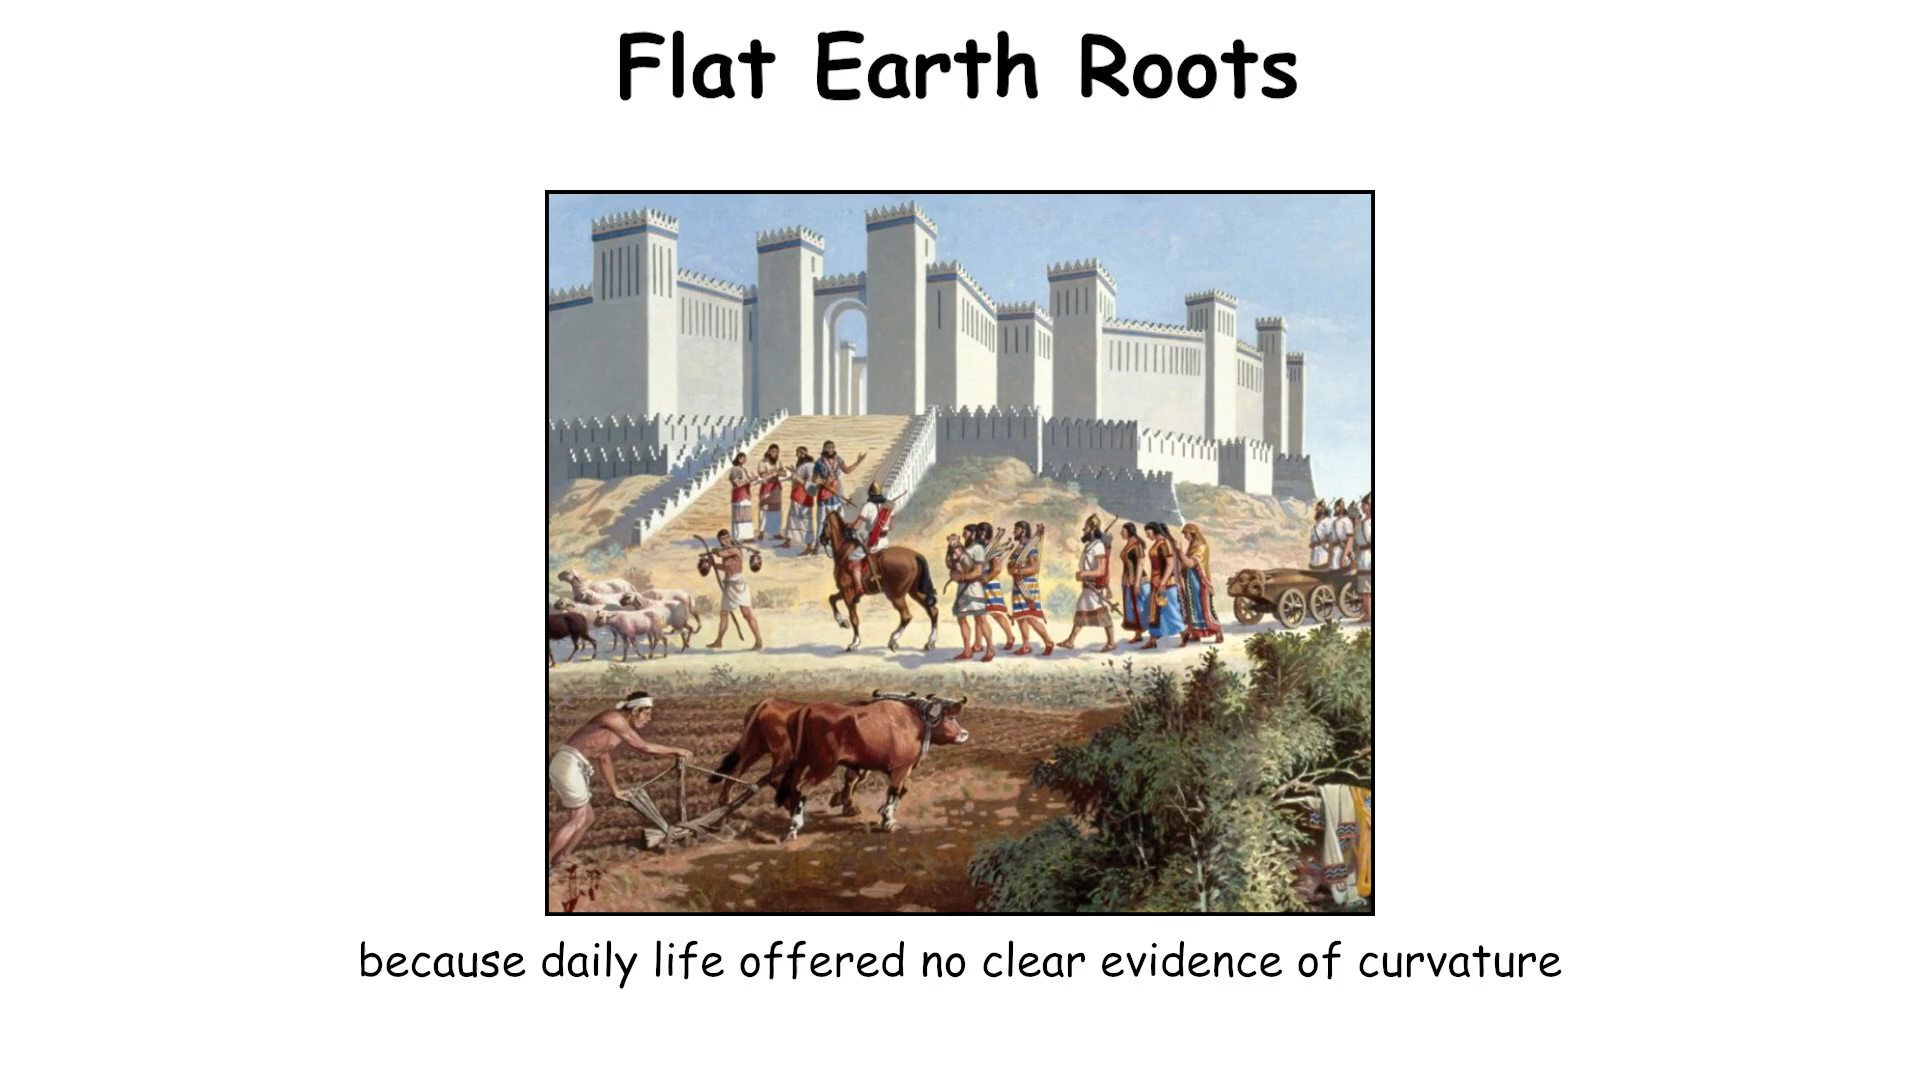 Flat Earth Roots
because daily life offered no clear evidence of curvature